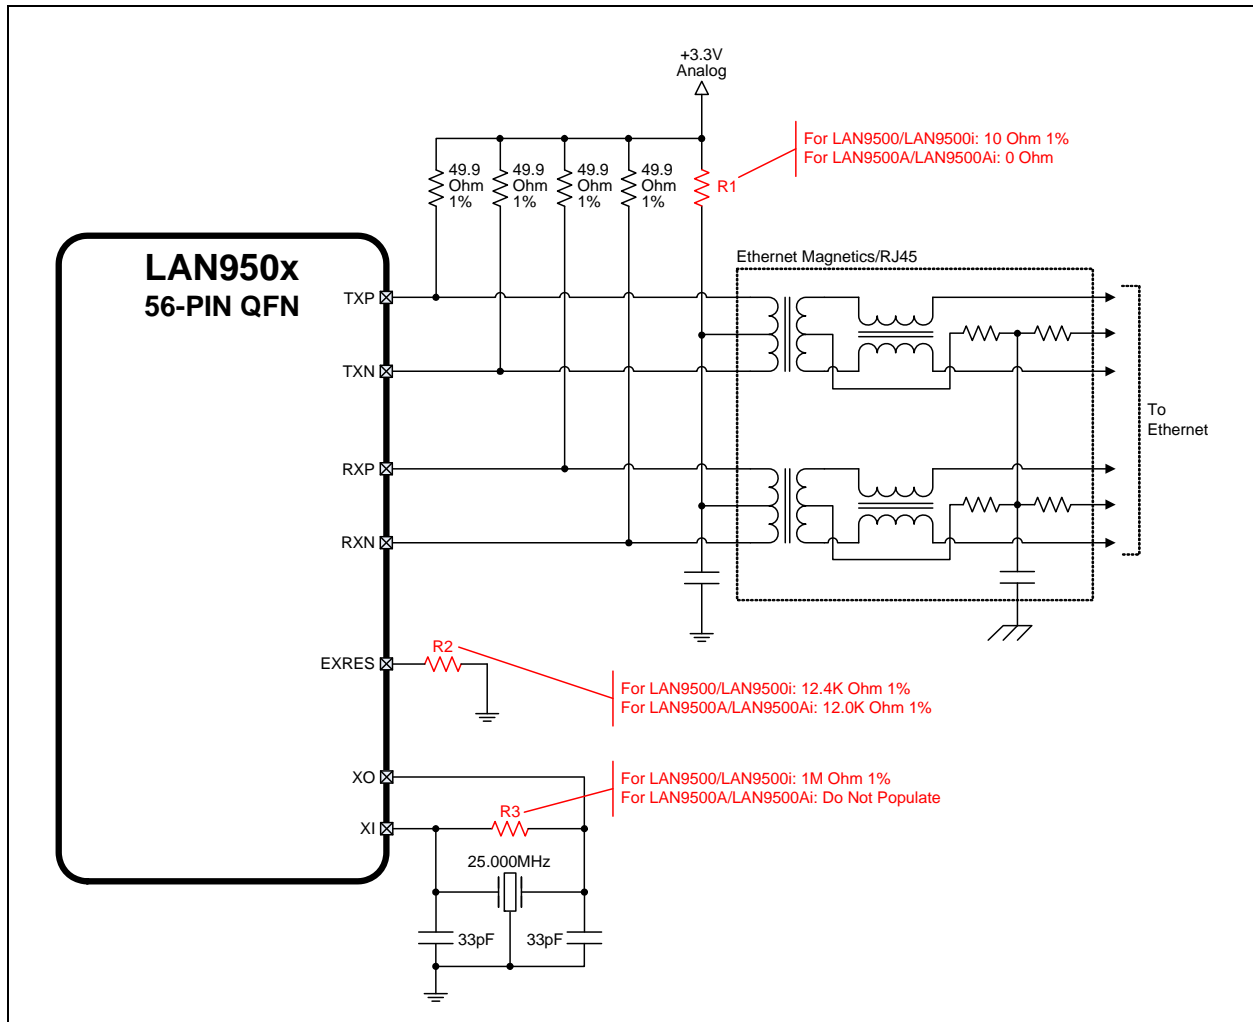 +3.3V
Analog
For LAN9500/LAN9500i: 10 Ohm 1%
For LAN9500A/LAN9500Ai: 0 Ohm
49.9
Ohm
1%
49.9
Ohm
1%
49.9
Ohm
1%
49.9
Ohm
1%
R1
LAN950x
56-PIN QFN
Ethernet Magnetics/RJ45
TXP
TXN
To
Ethernet
RXP
RXN
R2
EXRES
For LAN9500/LAN9500i: 12.4K Ohm 1%
For LAN9500A/LAN9500Ai: 12.0K Ohm 1%
XO
For LAN9500/LAN9500i: 1M Ohm 1%
For LAN9500A/LAN9500Ai: Do Not Populate
R3
XI
25.000MHz
33pF
33pF